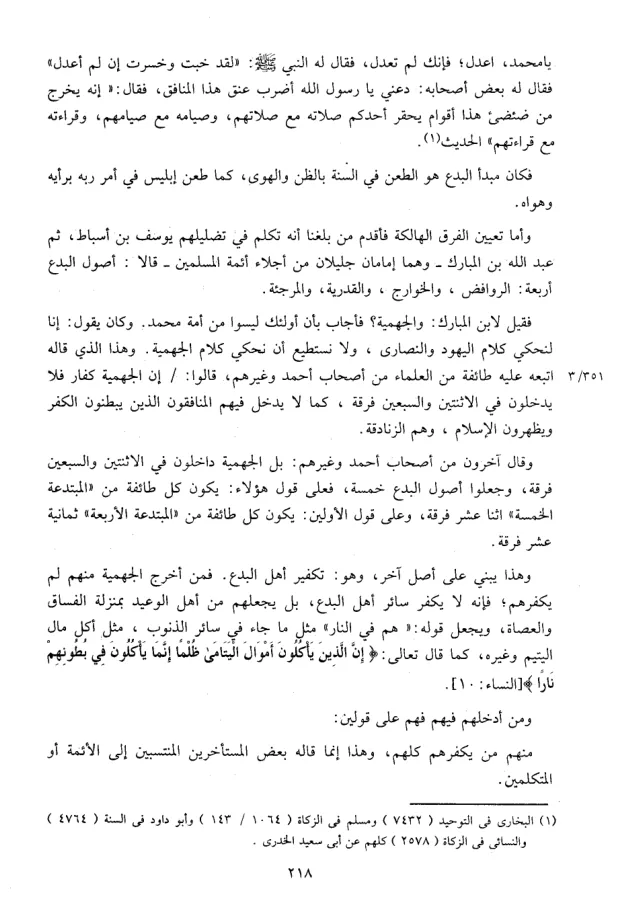 يامحمد، اعدل؛ فإنك لم تعدل، فقال له النبي ﷺ: «لقد خبت وخسرت إن لم أعدل»
فقال له بعض أصحابه: دعني يا رسول الله أضرب عنق هذا المنافق، فقال:« إنه يخرج
من ضئضئ هذا أقوام يحقر أحدكم صلاته مع صلاتهم، وصيامه مع صيامهم، وقراءته
مع قراءتهم» الحديث(١).
فكان مبدأ البدع هو الطعن في السنة بالظن والهوى، كما طعن إبليس في أمر ربه برأيه
وهواه.
وأما تعيين الفرق الهالكة فأقدم من بلغنا أنه تكلم في تضليلهم يوسف بن أسباط، ثم
عبد الله بن المبارك ـ وهما إمامان جليلان من أجلاء أئمة المسلمين ـ قالا : أصول البدع
أربعة: الروافض ، والخوارج ، والقدرية، والمرجئة.
فقيل لابن المبارك: والجهمية؟ فأجاب بأن أولئك ليسوا من أمة محمد. وكان يقول: إنا
لنحكي كلام اليهود والنصارى ، ولا نستطيع أن نحكي كلام الجهمية. وهذا الذي قاله
٣/٣٥١ اتبعه عليه طائفة من العلماء من أصحاب أحمد وغيرهم، قالوا: / إن الجهمية كفار فلا
يدخلون في الاثنتين والسبعين فرقة ، كما لا يدخل فيهم المنافقون الذين يبطنون الكفر
ويظهرون الإسلام ، وهم الزنادقة.
وقال آخرون من أصحاب أحمد وغيرهم: بل الجهمية داخلون في الاثنتين والسبعين
فرقة، وجعلوا أصول البدع خمسة، فعلى قول هؤلاء: يكون كل طائفة من «المبتدعة
الخمسة» اثنا عشر فرقة، وعلى قول الأولين: يكون كل طائفة من «المبتدعة الأربعة» ثمانية
عشر فرقة.
وهذا يبني على أصل آخر، وهو: تكفير أهل البدع. فمن أخرج الجهمية منهم لم
يكفرهم؛ فإنه لا يكفر سائر أهل البدع، بل يجعلهم من أهل الوعيد بمنزلة الفساق
والعصاة، ويجعل قوله:« هم في النار» مثل ما جاء في سائر الذنوب ، مثل أكل مال
اليتيم وغيره، كما قال تعالى:﴿ إِنَّ الَّذِينَ يَأْكُلُونَ أَمْوَالَ الْيَتَامَىٰ ظُلْمًا إِنَّمَا يَأْكُلُونَ فِي بُطُونِهِمْ
نَارًا ﴾[النساء: ١٠].
ومن أدخلهم فيهم فهم على قولين:
منهم من يكفرهم كلهم، وهذا إنما قاله بعض المستأخرين المنتسبين إلى الأئمة أو
المتكلمين.
(١) البخارى فى التوحيد ( ٧٤٣٢ ) ومسلم فى الزكاة ( ١٠٦٤ / ١٤٣ ) وأبو داود فى السنة ( ٤٧٦٤ )
والنسائى فى الزكاة ( ٢٥٧٨ ) كلهم عن أبى سعيد الخدرى .
٢١٨